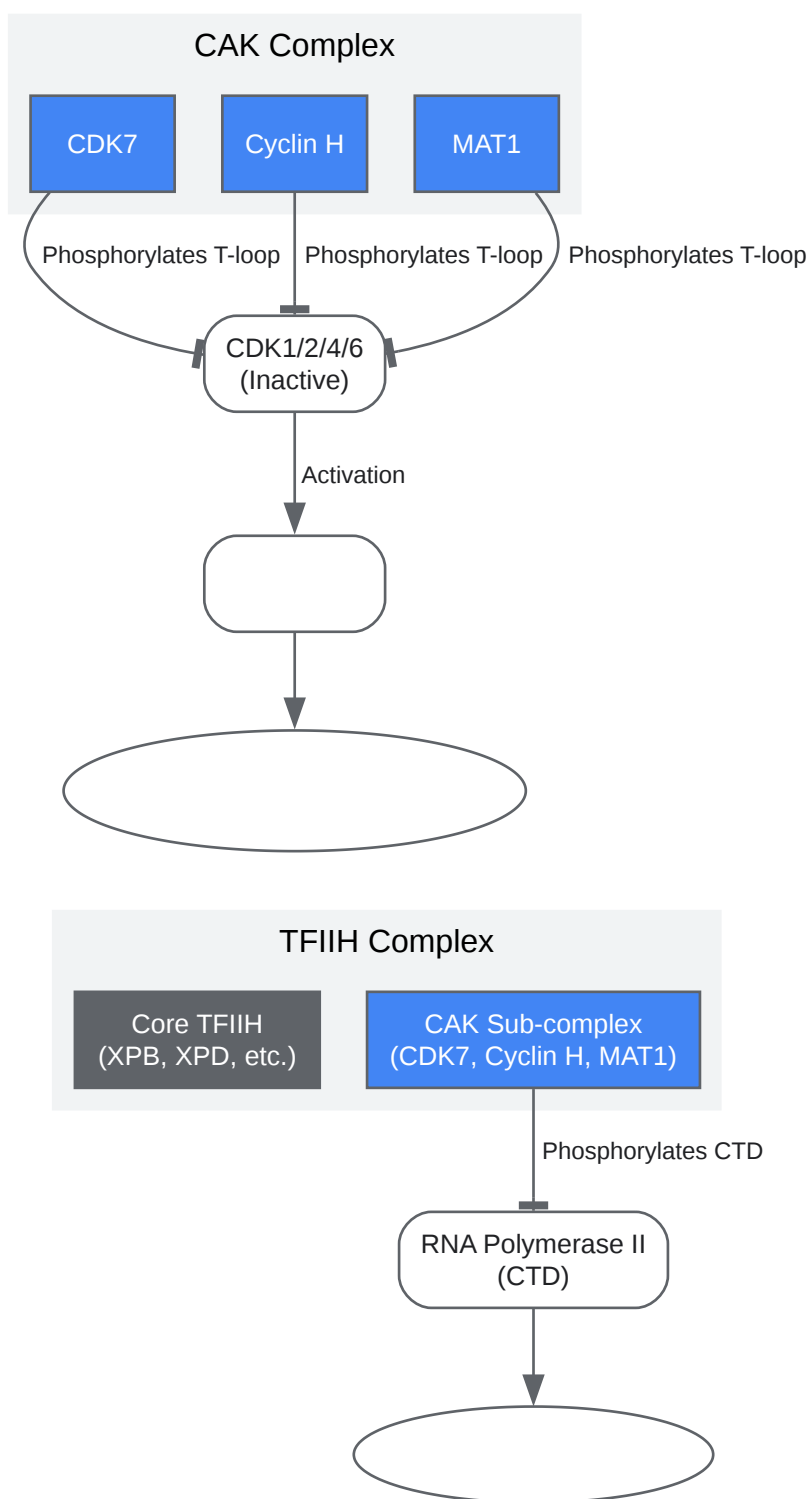 CAK Complex
CDK7
Cyclin H
MAT1
Phosphorylates T-loop
Phosphorylates T-loop
Phosphorylates T-loop
CDK1/2/4/6
(Inactive)
Activation
TFIIH Complex
Core TFIIH
(XPB, XPD, etc.)
CAK Sub-complex
(CDK7, Cyclin H, MAT1)
Phosphorylates CTD
RNA Polymerase II
(CTD)